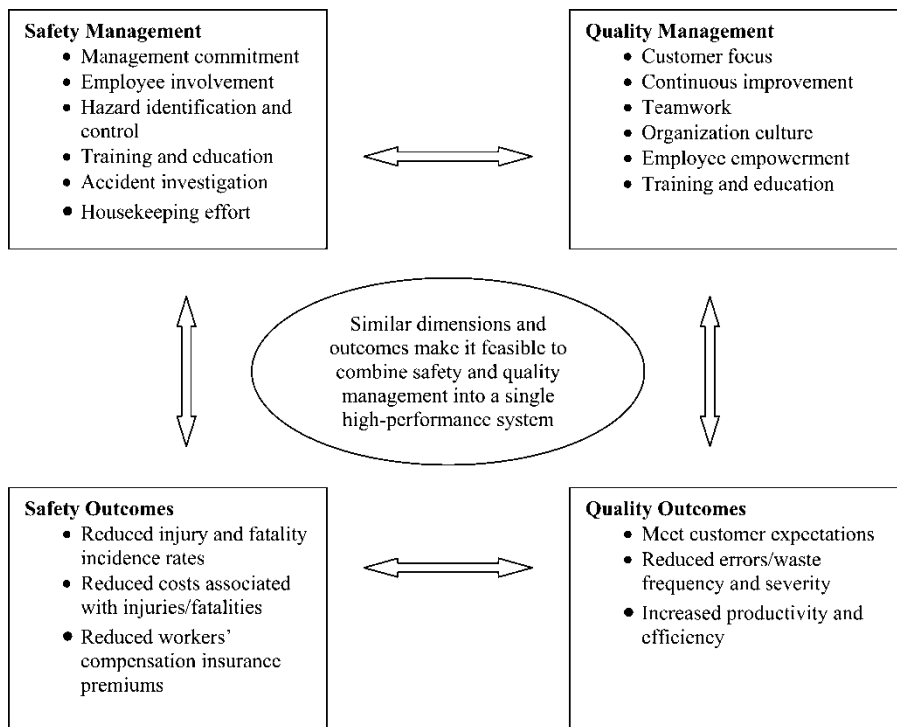 Safety Management
• Management commitment
• Employee involvement
• Hazard identification and
control
• Training and education
• Accident investigation
• Housekeeping effort
Quality Management
• Customer focus
• Continuous improvement
• Teamwork
• Organization culture
• Employee empowerment
• Training and education
Similar dimensions and
outcomes make it feasible to
combine safety and quality
management into a single
high-performance system
Safety Outcomes
• Reduced injury and fatality
incidence rates
• Reduced costs associated
with injuries/fatalities
• Reduced workers’
compensation insurance
premiums
Quality Outcomes
• Meet customer expectations
• Reduced errors/waste
frequency and severity
• Increased productivity and
efficiency